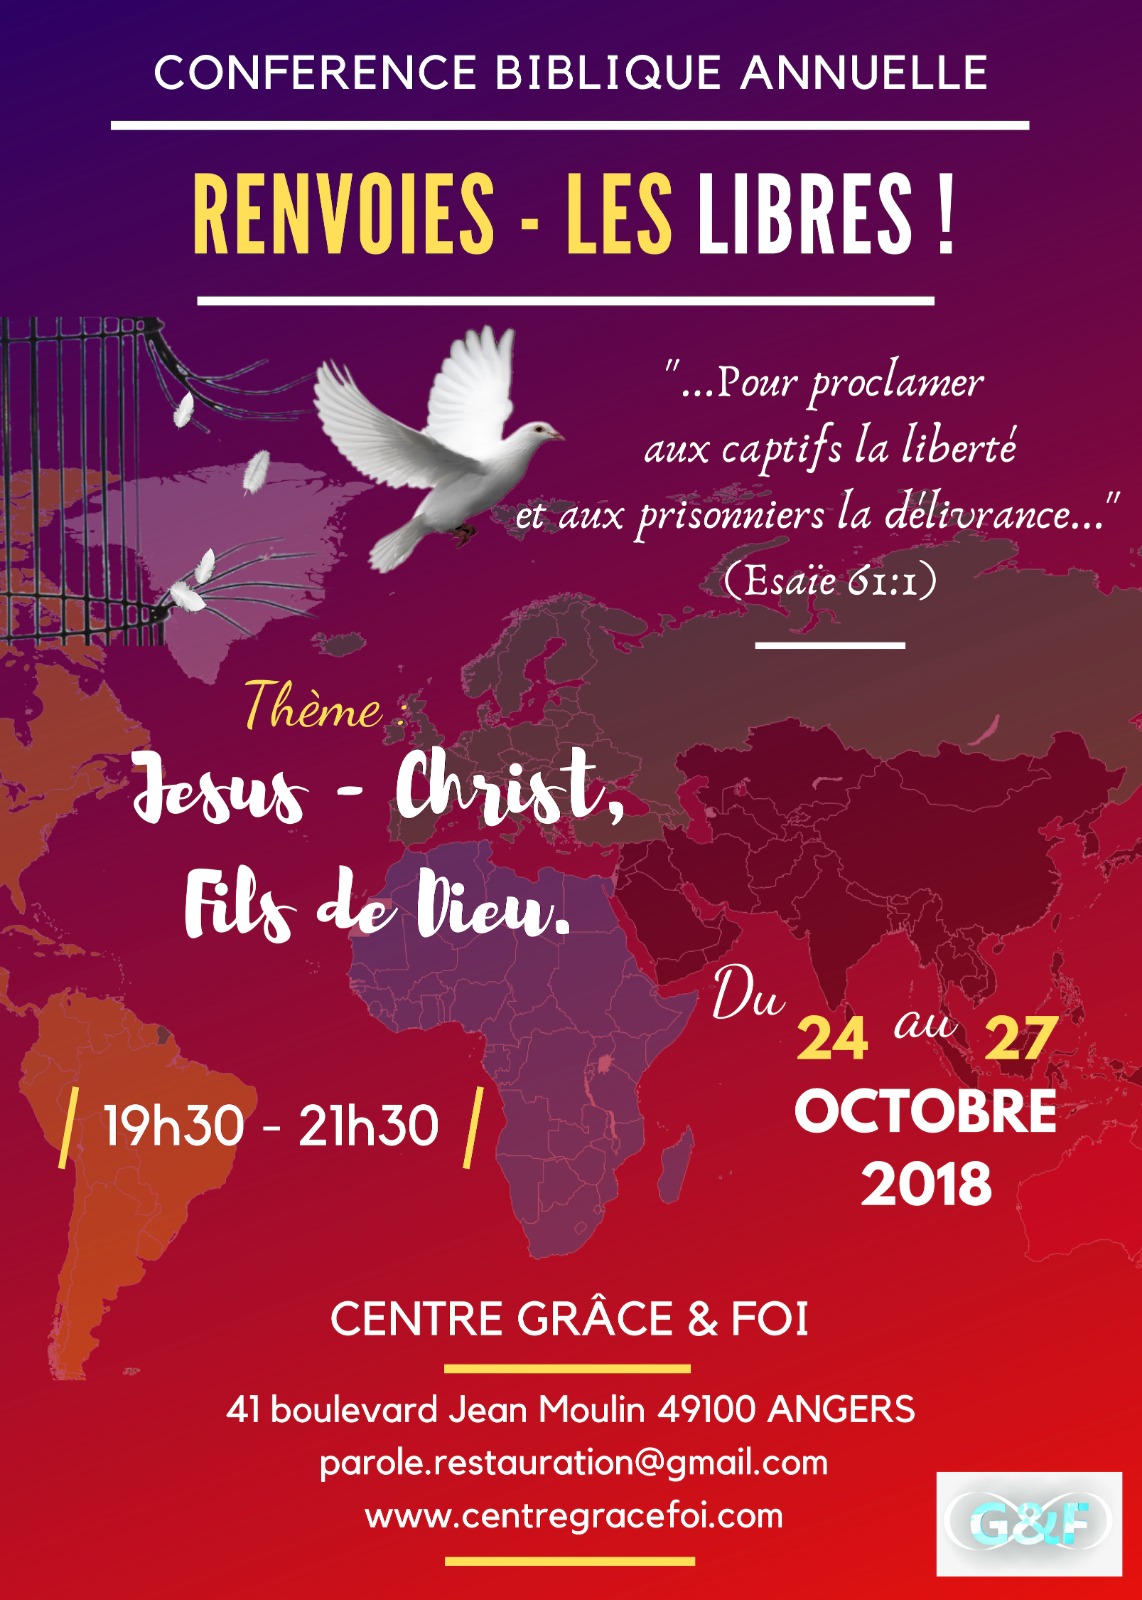 CONFERENCE BIBLIQUE ANNUELLE
RENVOIES - LES LIBRES !
"...Pour proclamer
aux captifs la liberté
et aux prisonniers la délivrance..."
(Esaïe 61:1)
Thème :
Jesus - Christ,
Fils de Dieu.
Du 24 au 27
OCTOBRE
2018
19h30 - 21h30
CENTRE GRÂCE & FOI
41 boulevard Jean Moulin 49100 ANGERS
parole.restauration@gmail.com
www.centregracefoi.com
G&F